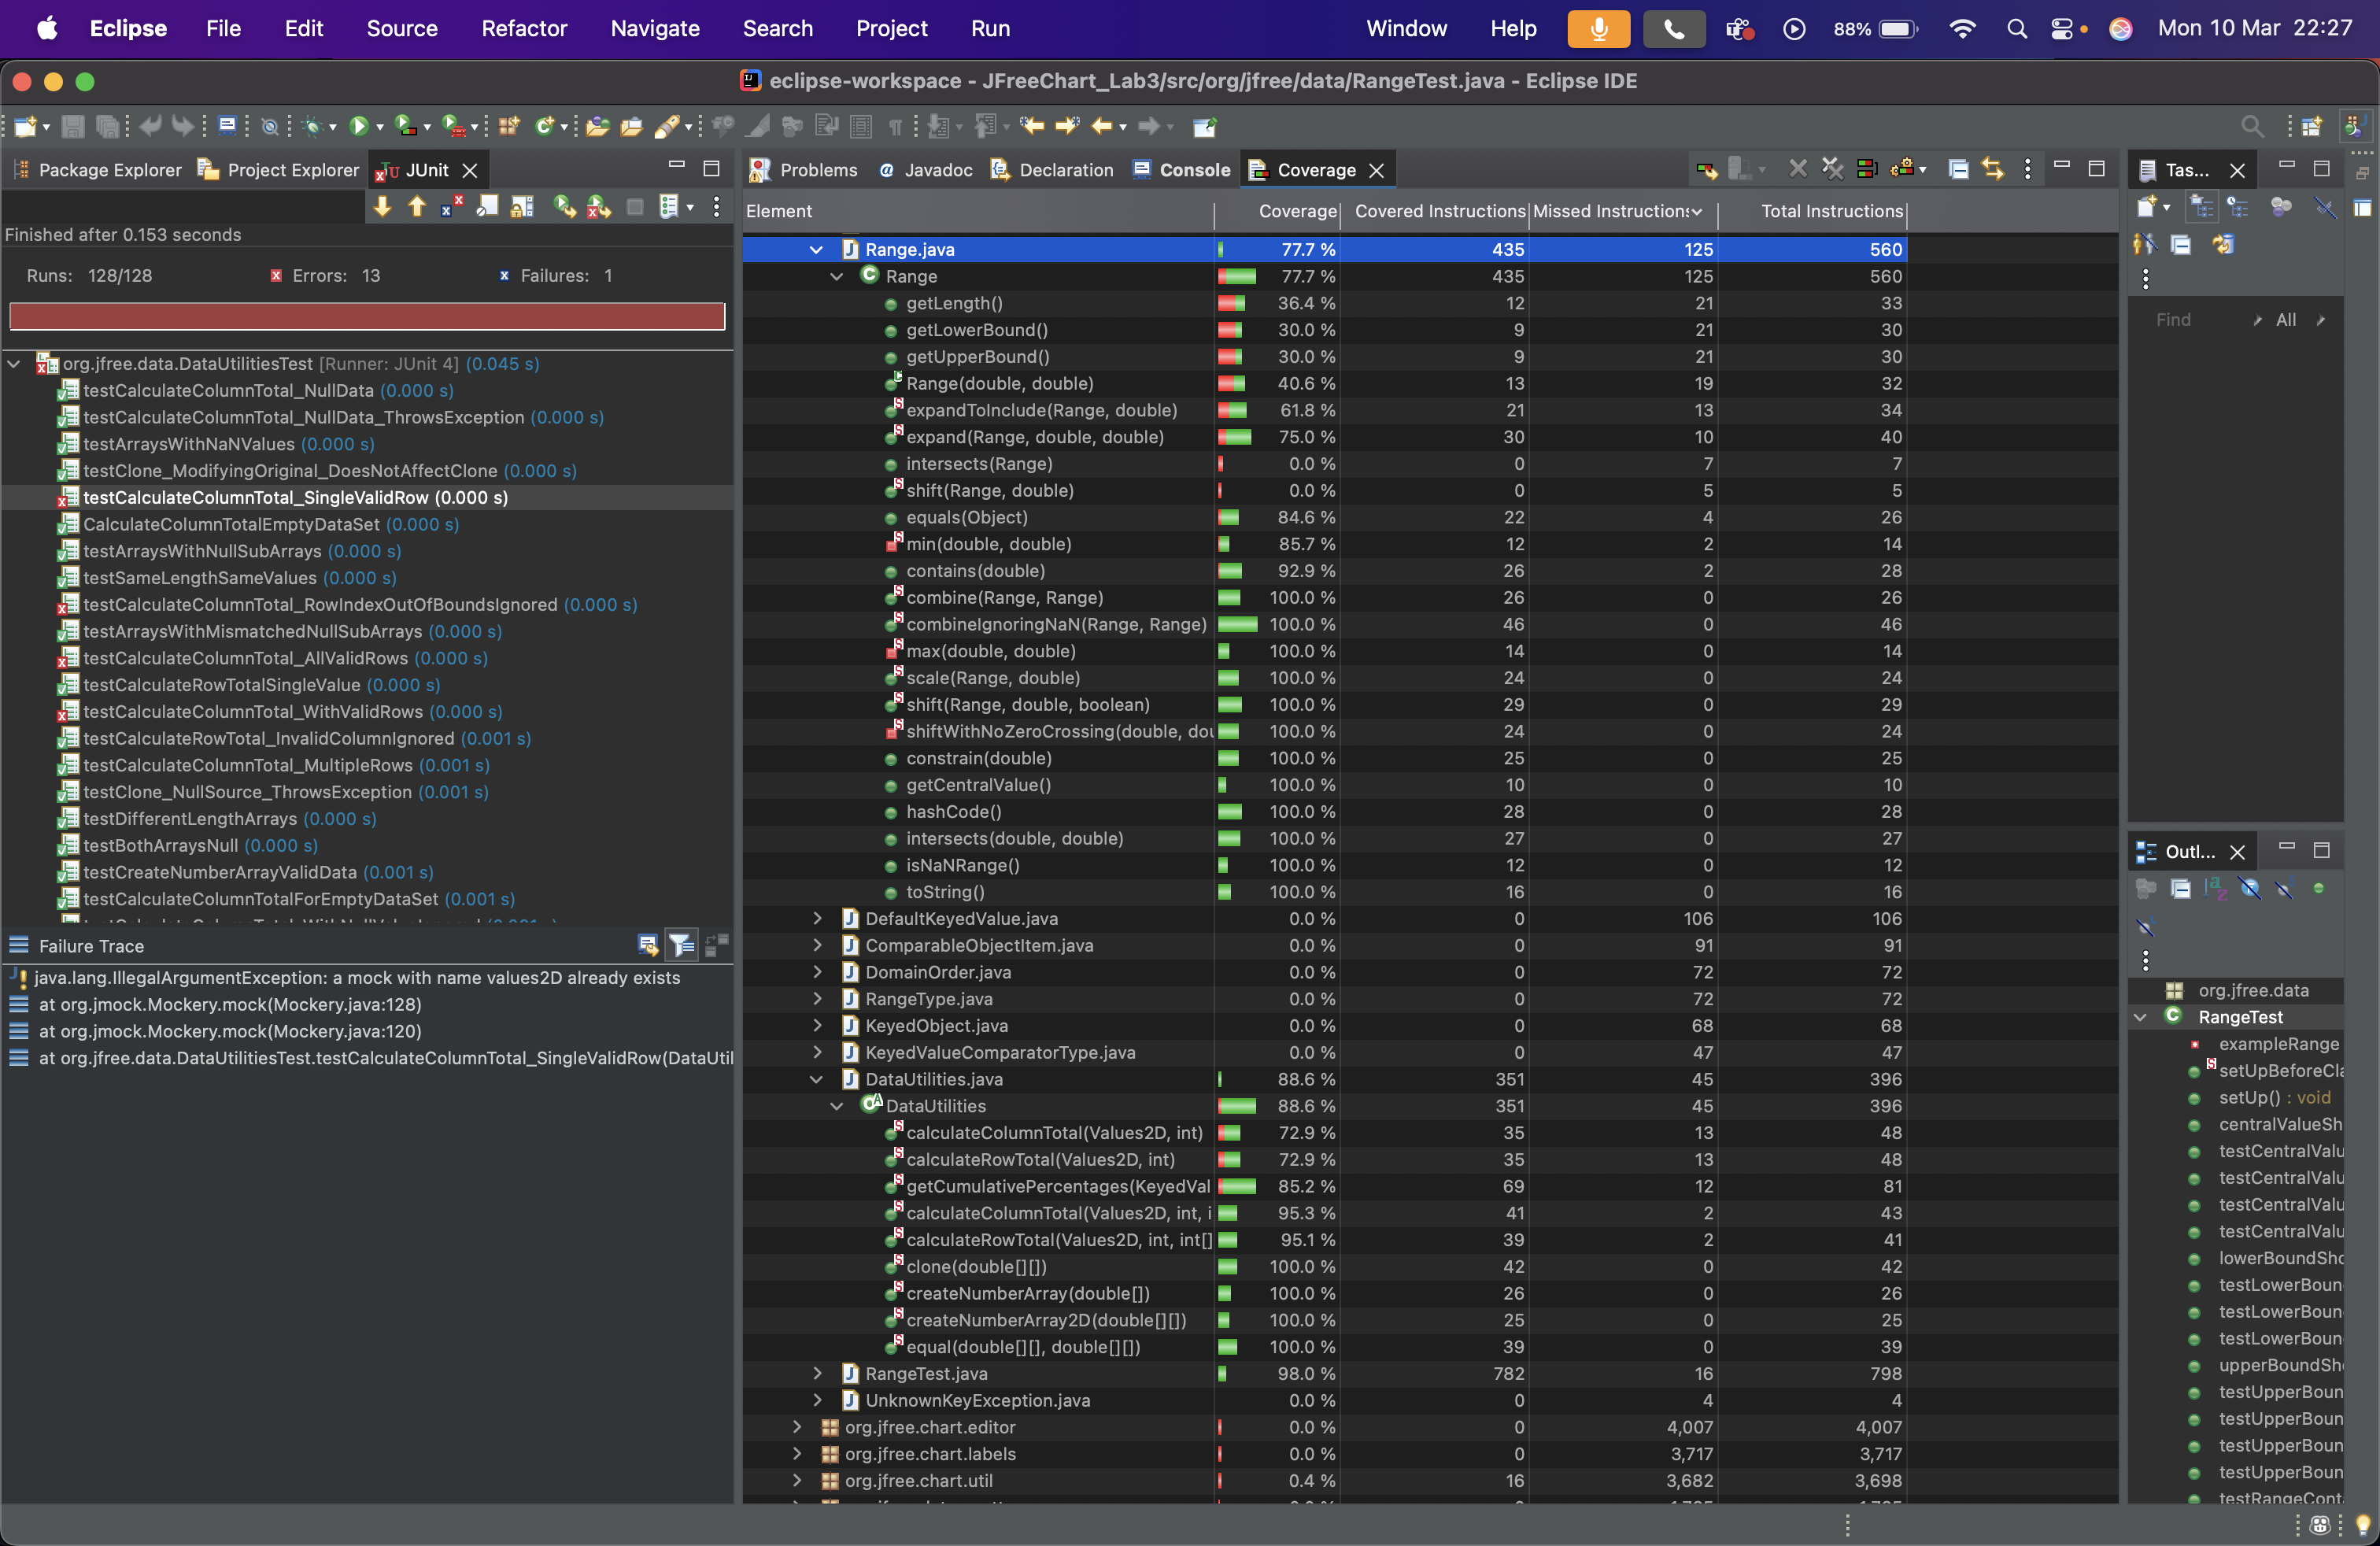 Eclipse File Edit Source Refactor Navigate Search Project Run Window Help 88% Mon 10 Mar 22:27
eclipse-workspace - JFreeChart_Lab3/src/org/jfree/data/RangeTest.java - Eclipse IDE
Package Explorer Project Explorer JUnit
Finished after 0.153 seconds
Runs: 128/128 Errors: 13 Failures: 1
org.jfree.data.DataUtilitiesTest [Runner: JUnit 4] (0.045 s)
testCalculateColumnTotal_NullData (0.000 s)
testCalculateColumnTotal_NullData_ThrowsException (0.000 s)
testArraysWithNaNValues (0.000 s)
testClone_ModifyingOriginal_DoesNotAffectClone (0.000 s)
testCalculateColumnTotal_SingleValidRow (0.000 s)
CalculateColumnTotalEmptyDataSet (0.000 s)
testArraysWithNullSubArrays (0.000 s)
testSameLengthSameValues (0.000 s)
testCalculateColumnTotal_RowIndexOutOfBoundsIgnored (0.000 s)
testArraysWithMismatchedNullSubArrays (0.000 s)
testCalculateColumnTotal_AllValidRows (0.000 s)
testCalculateRowTotalSingleValue (0.000 s)
testCalculateColumnTotal_WithValidRows (0.000 s)
testCalculateRowTotal_InvalidColumnIgnored (0.001 s)
testCalculateColumnTotal_MultipleRows (0.001 s)
testClone_NullSource_ThrowsException (0.001 s)
testDifferentLengthArrays (0.000 s)
testBothArraysNull (0.000 s)
testCreateNumberArrayValidData (0.001 s)
testCalculateColumnTotalForEmptyDataSet (0.001 s)
Failure Trace
java.lang.IllegalArgumentException: a mock with name values2D already exists
at org.jmock.Mockery.mock(Mockery.java:128)
at org.jmock.Mockery.mock(Mockery.java:120)
at org.jfree.data.DataUtilitiesTest.testCalculateColumnTotal_SingleValidRow(DataUtil
Problems Javadoc Declaration Console Coverage
Element Coverage Covered Instructions Missed Instructions Total Instructions
Range.java 77.7 % 435 125 560
Range 77.7 % 435 125 560
getLength() 36.4 % 12 21 33
getLowerBound() 30.0 % 9 21 30
getUpperBound() 30.0 % 9 21 30
Range(double, double) 40.6 % 13 19 32
expandToInclude(Range, double) 61.8 % 21 13 34
expand(Range, double, double) 75.0 % 30 10 40
intersects(Range) 0.0 % 0 7 7
shift(Range, double) 0.0 % 0 5 5
equals(Object) 84.6 % 22 4 26
min(double, double) 85.7 % 12 2 14
contains(double) 92.9 % 26 2 28
combine(Range, Range) 100.0 % 26 0 26
combineIgnoringNaN(Range, Range) 100.0 % 46 0 46
max(double, double) 100.0 % 14 0 14
scale(Range, double) 100.0 % 24 0 24
shift(Range, double, boolean) 100.0 % 29 0 29
shiftWithNoZeroCrossing(double, dou 100.0 % 24 0 24
constrain(double) 100.0 % 25 0 25
getCentralValue() 100.0 % 10 0 10
hashCode() 100.0 % 28 0 28
intersects(double, double) 100.0 % 27 0 27
isNaNRange() 100.0 % 12 0 12
toString() 100.0 % 16 0 16
DefaultKeyedValue.java 0.0 % 0 106 106
ComparableObjectItem.java 0.0 % 0 91 91
DomainOrder.java 0.0 % 0 72 72
RangeType.java 0.0 % 0 72 72
KeyedObject.java 0.0 % 0 68 68
KeyedValueComparatorType.java 0.0 % 0 47 47
DataUtilities.java 88.6 % 351 45 396
DataUtilities 88.6 % 351 45 396
calculateColumnTotal(Values2D, int) 72.9 % 35 13 48
calculateRowTotal(Values2D, int) 72.9 % 35 13 48
getCumulativePercentages(KeyedVal 85.2 % 69 12 81
calculateColumnTotal(Values2D, int, i 95.3 % 41 2 43
calculateRowTotal(Values2D, int, int[] 95.1 % 39 2 41
clone(double[][]) 100.0 % 42 0 42
createNumberArray(double[]) 100.0 % 26 0 26
createNumberArray2D(double[][]) 100.0 % 25 0 25
equal(double[][], double[][]) 100.0 % 39 0 39
RangeTest.java 98.0 % 782 16 798
UnknownKeyException.java 0.0 % 0 4 4
org.jfree.chart.editor 0.0 % 0 4,007 4,007
org.jfree.chart.labels 0.0 % 0 3,717 3,717
org.jfree.chart.util 0.4 % 16 3,682 3,698
Tas...
Find All
Outl...
org.jfree.data
RangeTest
exampleRange
setUpBeforeCla
setUp() : void
centralValueSh
testCentralValu
testCentralValu
testCentralValu
testCentralValu
lowerBoundSho
testLowerBoun
testLowerBoun
testLowerBoun
upperBoundSho
testUpperBoun
testUpperBoun
testUpperBoun
testUpperBoun
testRangeConta